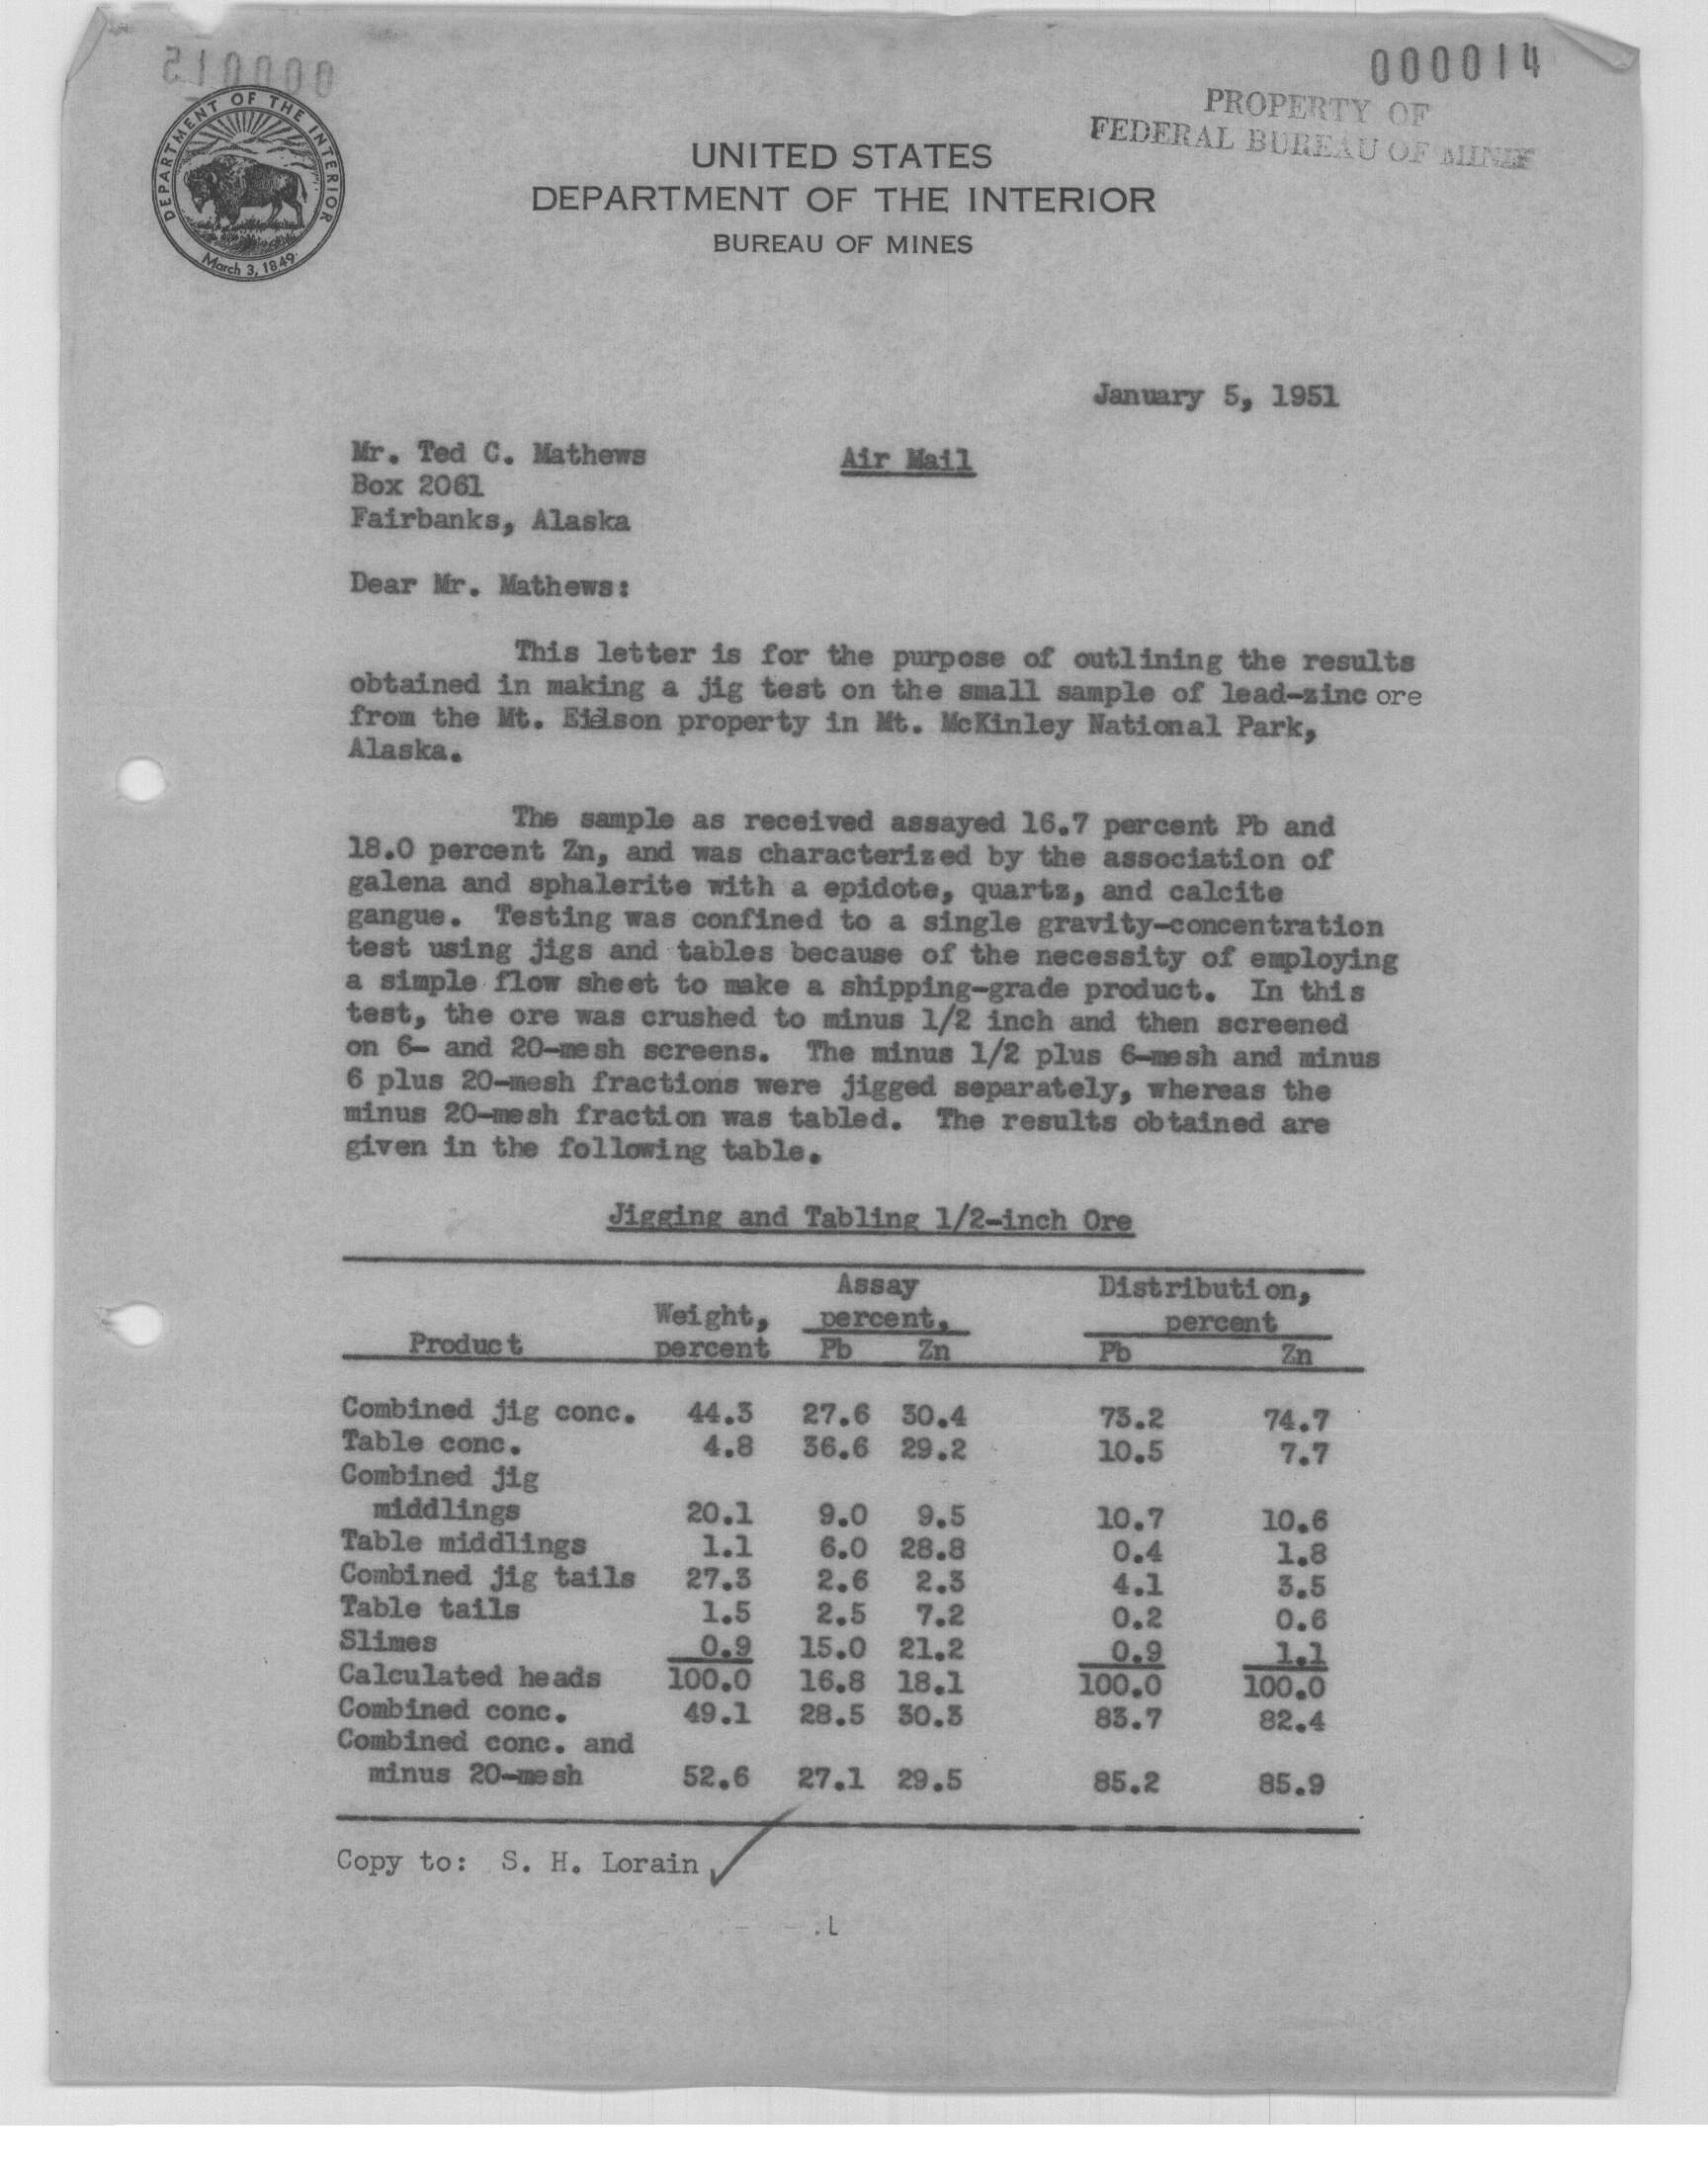 000015
000014
PROPERTY OF
FEDERAL BUREAU OF MINES
DEPARTMENT OF THE INTERIOR
March 3, 1849
UNITED STATES
DEPARTMENT OF THE INTERIOR
BUREAU OF MINES
January 5, 1951
Mr. Ted C. Mathews Air Mail
Box 2061
Fairbanks, Alaska
Dear Mr. Mathews:
This letter is for the purpose of outlining the results
obtained in making a jig test on the small sample of lead-zinc ore
from the Mt. Eidson property in Mt. McKinley National Park,
Alaska.
The sample as received assayed 16.7 percent Pb and
18.0 percent Zn, and was characterized by the association of
galena and sphalerite with a epidote, quartz, and calcite
gangue. Testing was confined to a single gravity-concentration
test using jigs and tables because of the necessity of employing
a simple flow sheet to make a shipping-grade product. In this
test, the ore was crushed to minus 1/2 inch and then screened
on 6- and 20-mesh screens. The minus 1/2 plus 6-mesh and minus
6 plus 20-mesh fractions were jigged separately, whereas the
minus 20-mesh fraction was tabled. The results obtained are
given in the following table.
Jigging and Tabling 1/2-inch Ore
Assay Distribution,
Weight, percent, percent
Product percent Pb Zn Pb Zn
Combined jig conc. 44.3 27.6 30.4 73.2 74.7
Table conc. 4.8 36.6 29.2 10.5 7.7
Combined jig
middlings 20.1 9.0 9.5 10.7 10.6
Table middlings 1.1 6.0 28.8 0.4 1.8
Combined jig tails 27.3 2.6 2.3 4.1 3.5
Table tails 1.5 2.5 7.2 0.2 0.6
Slimes 0.9 15.0 21.2 0.9 1.1
Calculated heads 100.0 16.8 18.1 100.0 100.0
Combined conc. 49.1 28.5 30.3 83.7 82.4
Combined conc. and
minus 20-mesh 52.6 27.1 29.5 85.2 85.9
Copy to: S. H. Lorain